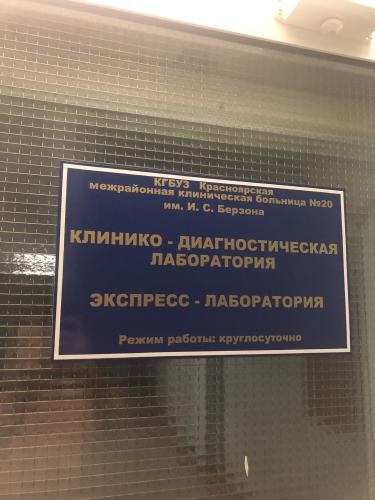 КГБУЗ Красноярская
межрайонная клиническая больница №20
им. И. С. Берзона
КЛИНИКО - ДИАГНОСТИЧЕСКАЯ
ЛАБОРАТОРИЯ
ЭКСПРЕСС - ЛАБОРАТОРИЯ
Режим работы: круглосуточно